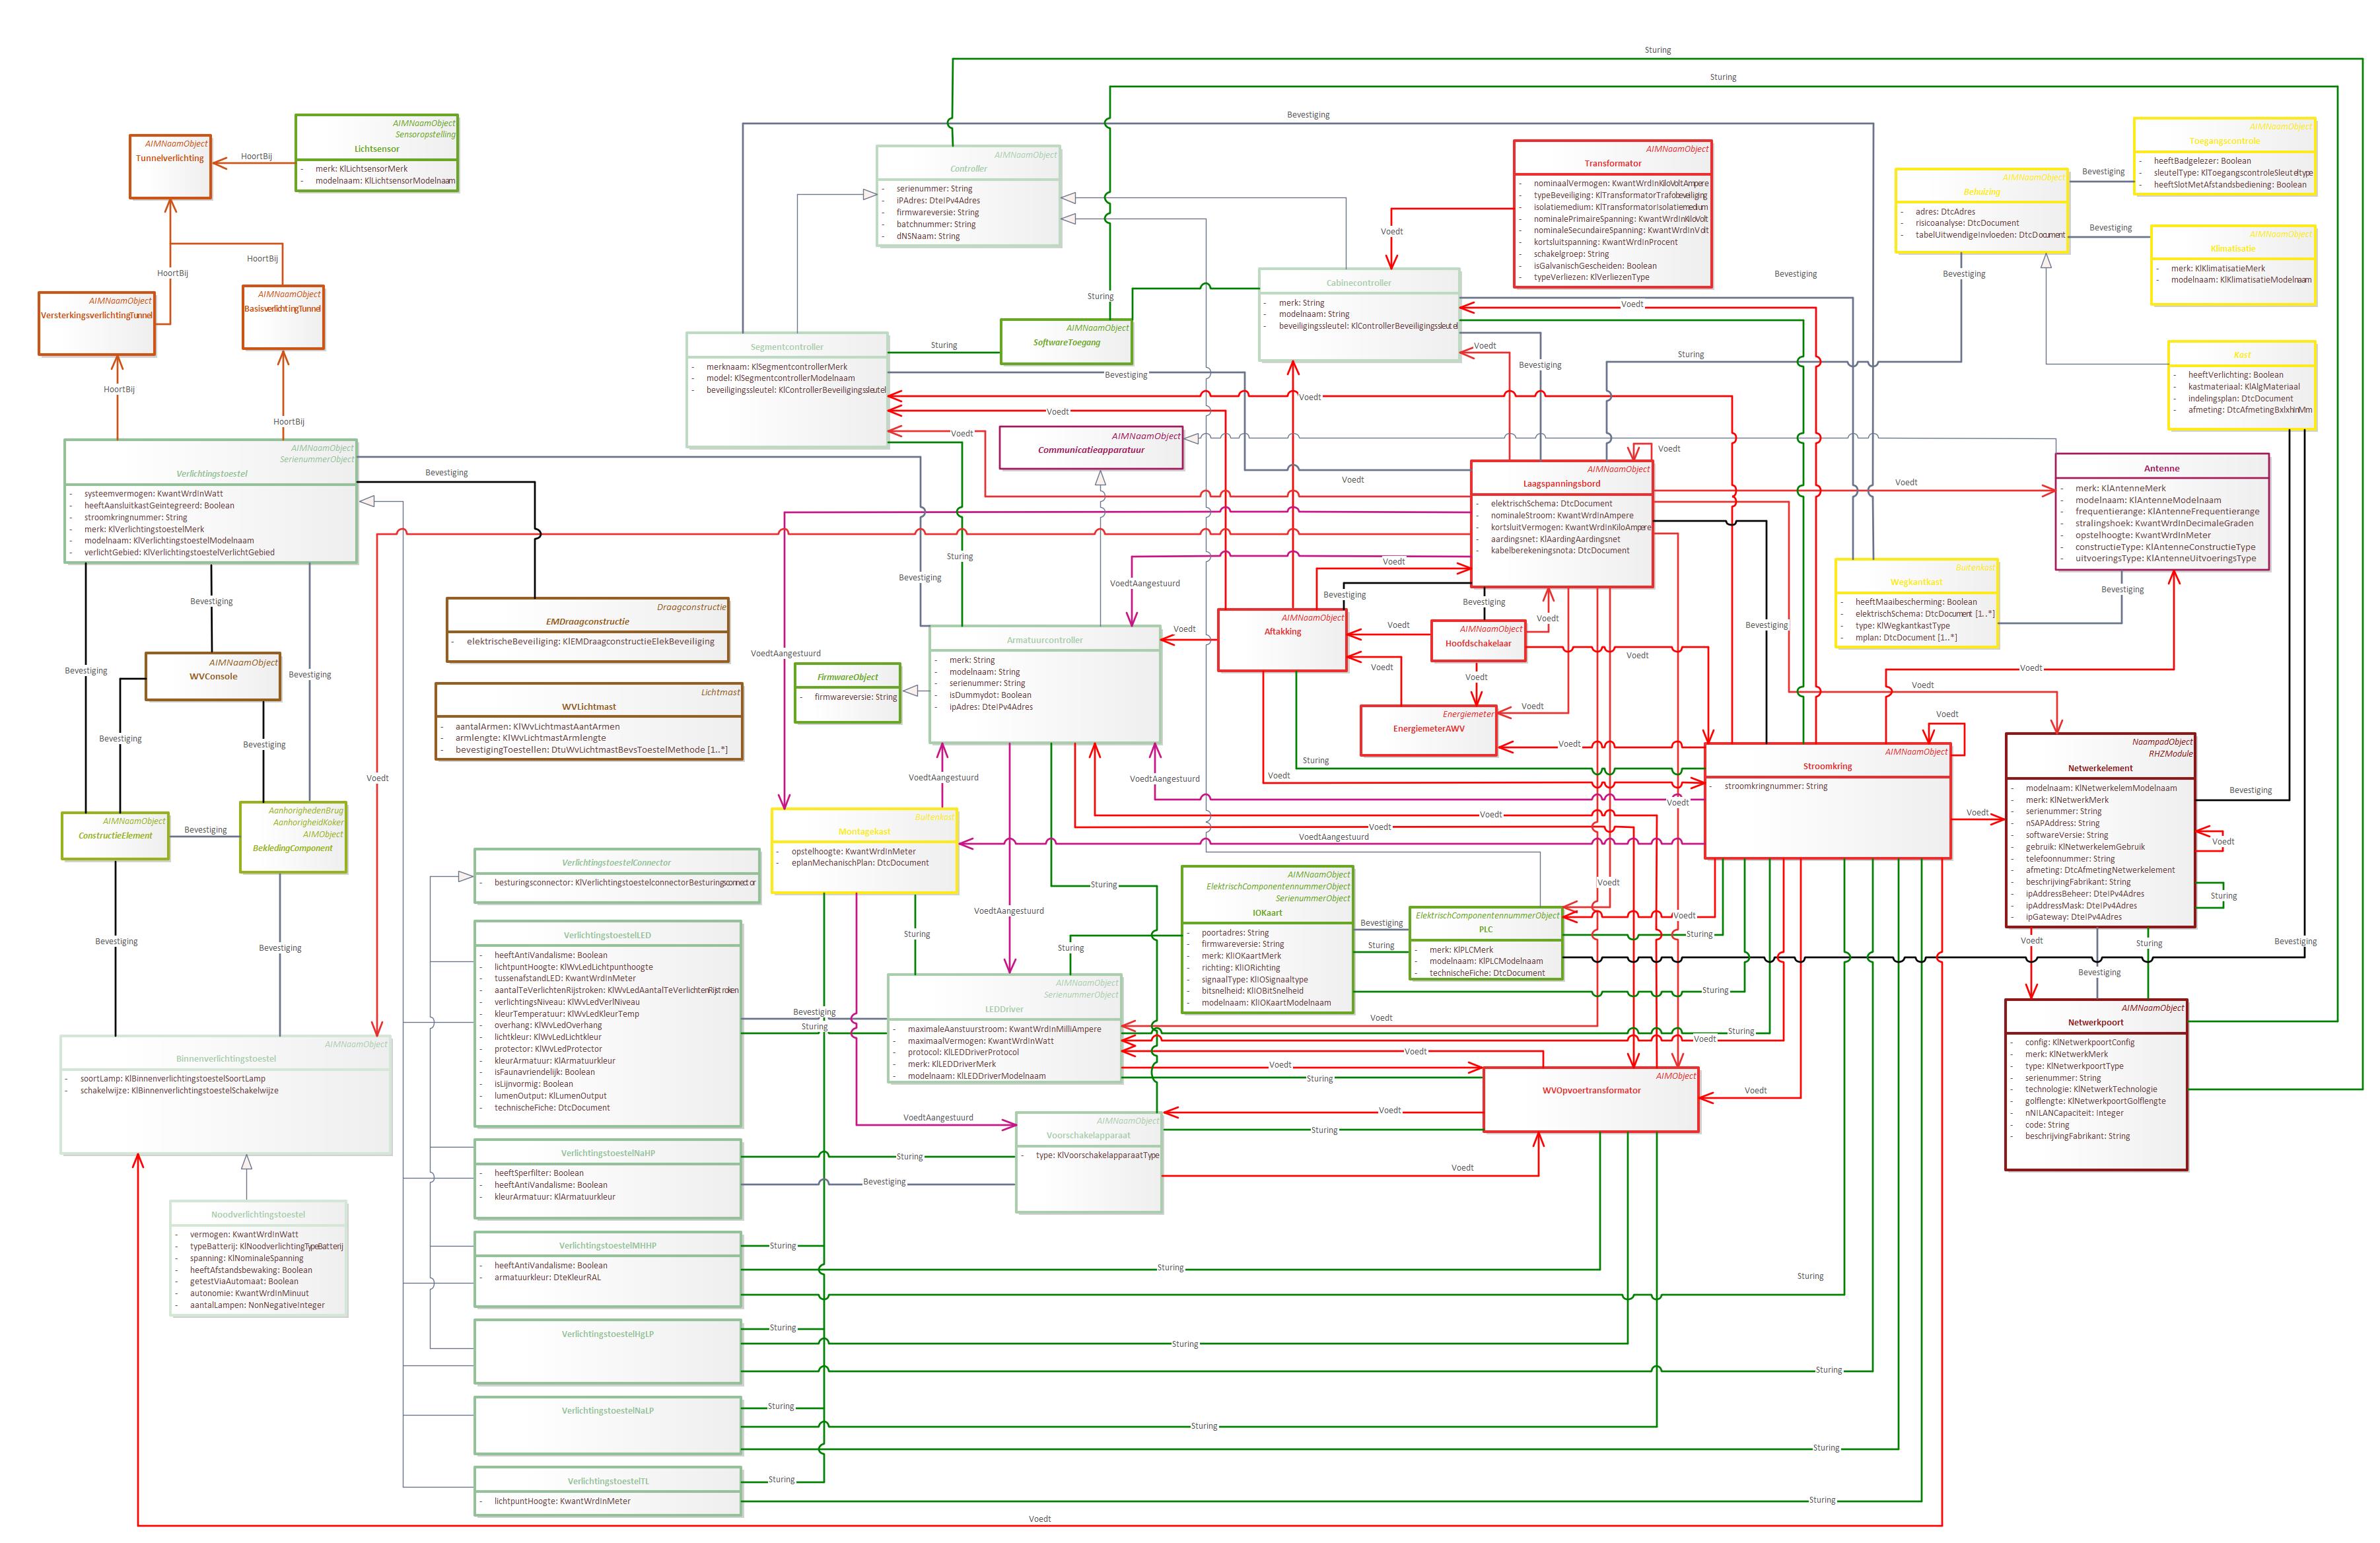 Sturing
Sturing
Bevestiging
AIMNaamObject
Tunnelverlichting
HoortBij
AIMNaamObject
Sensoropstelling
Lichtsensor
- merk: KlLichtsensorMerk
- modelnaam: KlLichtsensorModelnaam
HoortBij
HoortBij
AIMNaamObject
VersterkingsverlichtingTunnel
AIMNaamObject
BasisverlichtingTunnel
HoortBij
HoortBij
AIMNaamObject
Controller
- serienummer: String
- iPAdres: DteIPv4Adres
- firmwareversie: String
- batchnummer: String
- dNSNaam: String
AIMNaamObject
Transformator
- nominaalVermogen: KwantWrdInKiloVoltAmpere
- typeBeveiliging: KlTransformatorTrafobeveiliging
- isolatiemedium: KlTransformatorIsolatiemedium
- nominalePrimaireSpanning: KwantWrdInKiloVolt
- nominaleSecundaireSpanning: KwantWrdInVolt
- kortsluitspanning: KwantWrdInProcent
- schakelgroep: String
- isGalvanischGescheiden: Boolean
- typeVerliezen: KlVerliezenType
Voedt
AIMNaamObject
Toegangscontrole
- heeftBadgelezer: Boolean
- sleutelType: KlToegangscontroleSleuteltype
- heeftSlotMetAfstandsbediening: Boolean
AIMNaamObject
Behuizing
- adres: DtcAdres
- risicoanalyse: DtcDocument
- tabelUitwendigeInvloeden: DtcDocument
Bevestiging
Bevestiging
Bevestiging
Bevestiging
AIMNaamObject
Klimatisatie
- merk: KlKlimatisatieMerk
- modelnaam: KlKlimatisatieModelnaam
Cabinecontroller
- merk: String
- modelnaam: String
- beveiligingssleutel: KlControllerBeveiligingssleutel
Sturing
Voedt
Voedt
Bevestiging
Sturing
AIMNaamObject
SoftwareToegang
Sturing
Segmentcontroller
- merknaam: KlSegmentcontrollerMerk
- model: KlSegmentcontrollerModelnaam
- beveiligingssleutel: KlControllerBeveiligingssleutel
Bevestiging
Voedt
Voedt
Voedt
Kast
- heeftVerlichting: Boolean
- kastmateriaal: KlAlgMateriaal
- indelingsplan: DtcDocument
- afmeting: DtcAfmetingBxlxhInMm
AIMNaamObject
SerienummerObject
Verlichtingstoestel
- systeemvermogen: KwantWrdInWatt
- heeftAansluitkastGeintegreerd: Boolean
- stroomkringnummer: String
- merk: KlVerlichtingstoestelMerk
- modelnaam: KlVerlichtingstoestelModelnaam
- verlichtGebied: KlVerlichtingstoestelVerlichtGebied
Bevestiging
AIMNaamObject
Communicatieapparatuur
Voedt
Voedt
AIMNaamObject
Laagspanningsbord
- elektrischSchema: DtcDocument
- nominaleStroom: KwantWrdInAmpere
- kortsluitVermogen: KwantWrdInKiloAmpere
- aardingsnet: KlAardingAardingsnet
- kabelberekeningsnota: DtcDocument
Voedt
Antenne
- merk: KlAntenneMerk
- modelnaam: KlAntenneModelnaam
- frequentierange: KlAntenneFrequentierange
- stralingshoek: KwantWrdInDecimaleGraden
- opstelhoogte: KwantWrdInMeter
- constructieType: KlAntenneConstructieType
- uitvoeringsType: KlAntenneUitvoeringsType
Sturing
Bevestiging
VoedtAangestuurd
Voedt
Bevestiging
Bevestiging
Voedt
Bevestiging
Bevestiging
Buitenkast
Wegkantkast
- heeftMaaibescherming: Boolean
- elektrischSchema: DtcDocument [1..*]
- type: KlWegkantkastType
- mplan: DtcDocument [1..*]
Bevestiging
Draagconstructie
EMDraagconstructie
- elektrischeBeveiliging: KlEMDraagconstructieElekBeveiliging
AIMNaamObject
WVConsole
Bevestiging
Bevestiging
Bevestiging
Bevestiging
Lichtmast
WVLichtmast
- aantalArmen: KlWvLichtmastAantArmen
- armlengte: KlWvLichtmastArmlengte
- bevestigingToestellen: DtuWvLichtmastBevsToestelMethode [1..*]
VoedtAangestuurd
AIMNaamObject
FirmwareObject
- firmwareversie: String
Armatuurcontroller
- merk: String
- modelnaam: String
- serienummer: String
- isDummydot: Boolean
- ipAdres: DteIPv4Adres
Voedt
AIMNaamObject
Aftakking
Voedt
AIMNaamObject
Hoofdschakelaar
Voedt
Voedt
Voedt
Voedt
Voedt
Voedt
Energiemeter
EnergiemeterAWV
Voedt
Voedt
Voedt
AIMNaamObject
Stroomkring
- stroomkringnummer: String
NaampadObject
RHZModule
Netwerkelement
- modelnaam: KlNetwerkelemModelnaam
- merk: KlNetwerkMerk
- serienummer: String
- nSAPAddress: String
- softwareVersie: String
- gebruik: KlNetwerkelemGebruik
- telefoonnummer: String
- afmeting: DtcAfmetingNetwerkelement
- beschrijvingFabrikant: String
- ipAddressBeheer: DteIPv4Adres
- ipAddressMask: DteIPv4Adres
- ipGateway: DteIPv4Adres
Sturing
Voedt
VoedtAangestuurd
VoedtAangestuurd
Voedt
Voedt
Voedt
Voedt
VoedtAangestuurd
Bevestiging
Voedt
Sturing
AIMNaamObject
ConstructieElement
Bevestiging
AanhorighedenBrug
AanhorigheidKoker
AIMObject
BekledingComponent
Buitenkast
Montagekast
- opstelhoogte: KwantWrdInMeter
- eplanMechanischPlan: DtcDocument
VerlichtingstoestelConnector
- besturingsconnector: KlVerlichtingstoestelconnectorBesturingsconnector
Sturing
VoedtAangestuurd
AIMNaamObject
ElektrischComponentennummerObject
SerienummerObject
IOKaart
- poortadres: String
- firmwareversie: String
- merk: KlIOKaartMerk
- richting: KlIORichting
- signaalType: KlIOSignaaltype
- bitsnelheid: KlIOBitSnelheid
- modelnaam: KlIOKaartModelnaam
Bevestiging
Sturing
ElektrischComponentennummerObject
PLC
- merk: KlPLCMerk
- modelnaam: KlPLCModelnaam
- technischeFiche: DtcDocument
Voedt
Voedt
Sturing
Sturing
Bevestiging
Bevestiging
Bevestiging
Voedt
Bevestiging
Sturing
VerlichtingstoestelLED
- heeftAntiVandalisme: Boolean
- lichtpuntHoogte: KlWvLedLichtpunthoogte
- tussenafstandLED: KwantWrdInMeter
- aantalTeVerlichtenRijstroken: KlWvLedAantalTeVerlichtenRijstroken
- verlichtingsNiveau: KlWvLedVerlNiveau
- kleurTemperatuur: KlWvLedKleurTemp
- overhang: KlWvLedOverhang
- lichtkleur: KlWvLedLichtkleur
- protector: KlWvLedProtector
- kleurArmatuur: KlArmatuurkleur
- isFaunavriendelijk: Boolean
- isLijnvormig: Boolean
- lumenOutput: KlLumenOutput
- technischeFiche: DtcDocument
Sturing
Sturing
Bevestiging
Sturing
AIMNaamObject
SerienummerObject
LEDDriver
- maximaleAanstuurstroom: KwantWrdInMilliAmpere
- maximaalVermogen: KwantWrdInWatt
- protocol: KlLEDDriverProtocol
- merk: KlLEDDriverMerk
- modelnaam: KlLEDDriverModelnaam
Voedt
Sturing
Voedt
Voedt
Voedt
Sturing
AIMNaamObject
Netwerkpoort
- config: KlNetwerkpoortConfig
- merk: KlNetwerkMerk
- type: KlNetwerkpoortType
- serienummer: String
- technologie: KlNetwerkTechnologie
- golflengte: KlNetwerkpoortGolflengte
- nNILANCapaciteit: Integer
- code: String
- beschrijvingFabrikant: String
AIMNaamObject
Binnenverlichtingstoestel
- soortLamp: KlBinnenverlichtingstoestelSoortLamp
- schakelwijze: KlBinnenverlichtingstoestelSchakelwijze
AIMObject
WVOpvoertransformator
Voedt
VoedtAangestuurd
AIMNaamObject
Voorschakelapparaat
- type: KlVoorschakelapparaatType
Voedt
Sturing
Voedt
VerlichtingstoestelNaHP
- heeftSperfilter: Boolean
- heeftAntiVandalisme: Boolean
- kleurArmatuur: KlArmatuurkleur
Sturing
Bevestiging
Noodverlichtingstoestel
- vermogen: KwantWrdInWatt
- typeBatterij: KlNoodverlichtingTypeBatterij
- spanning: KlNominaleSpanning
- heeftAfstandsbewaking: Boolean
- getestViaAutomaat: Boolean
- autonomie: KwantWrdInMinuut
- aantalLampen: NonNegativeInteger
VerlichtingstoestelMHHP
- heeftAntiVandalisme: Boolean
- armatuurkleur: DteKleurRAL
Sturing
Sturing
Sturing
VerlichtingstoestelHgLP
Sturing
Sturing
Sturing
VerlichtingstoestelNaLP
Sturing
Sturing
Sturing
VerlichtingstoestelTL
- lichtpuntHoogte: KwantWrdInMeter
Sturing
Sturing
Voedt